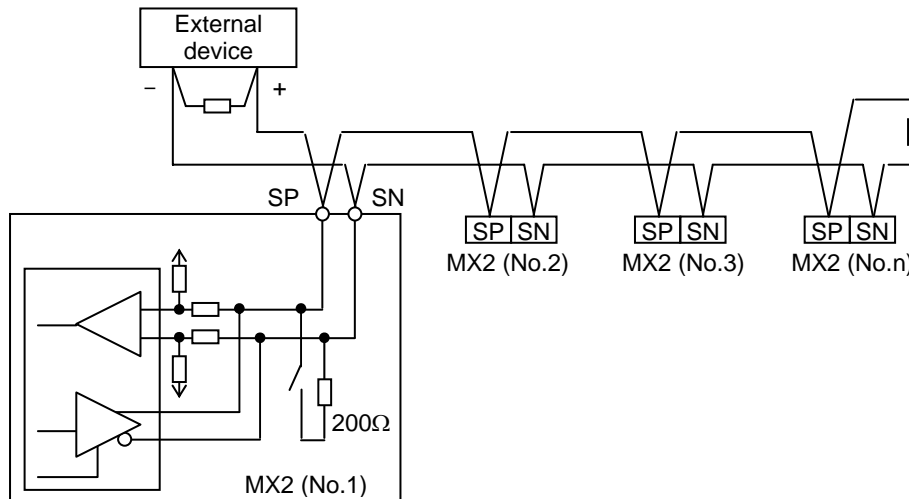 External
device
− +
SP SN
SP SN
MX2 (No.2)
SP SN
MX2 (No.3)
SP SN
MX2 (No.n)
200Ω
MX2 (No.1)